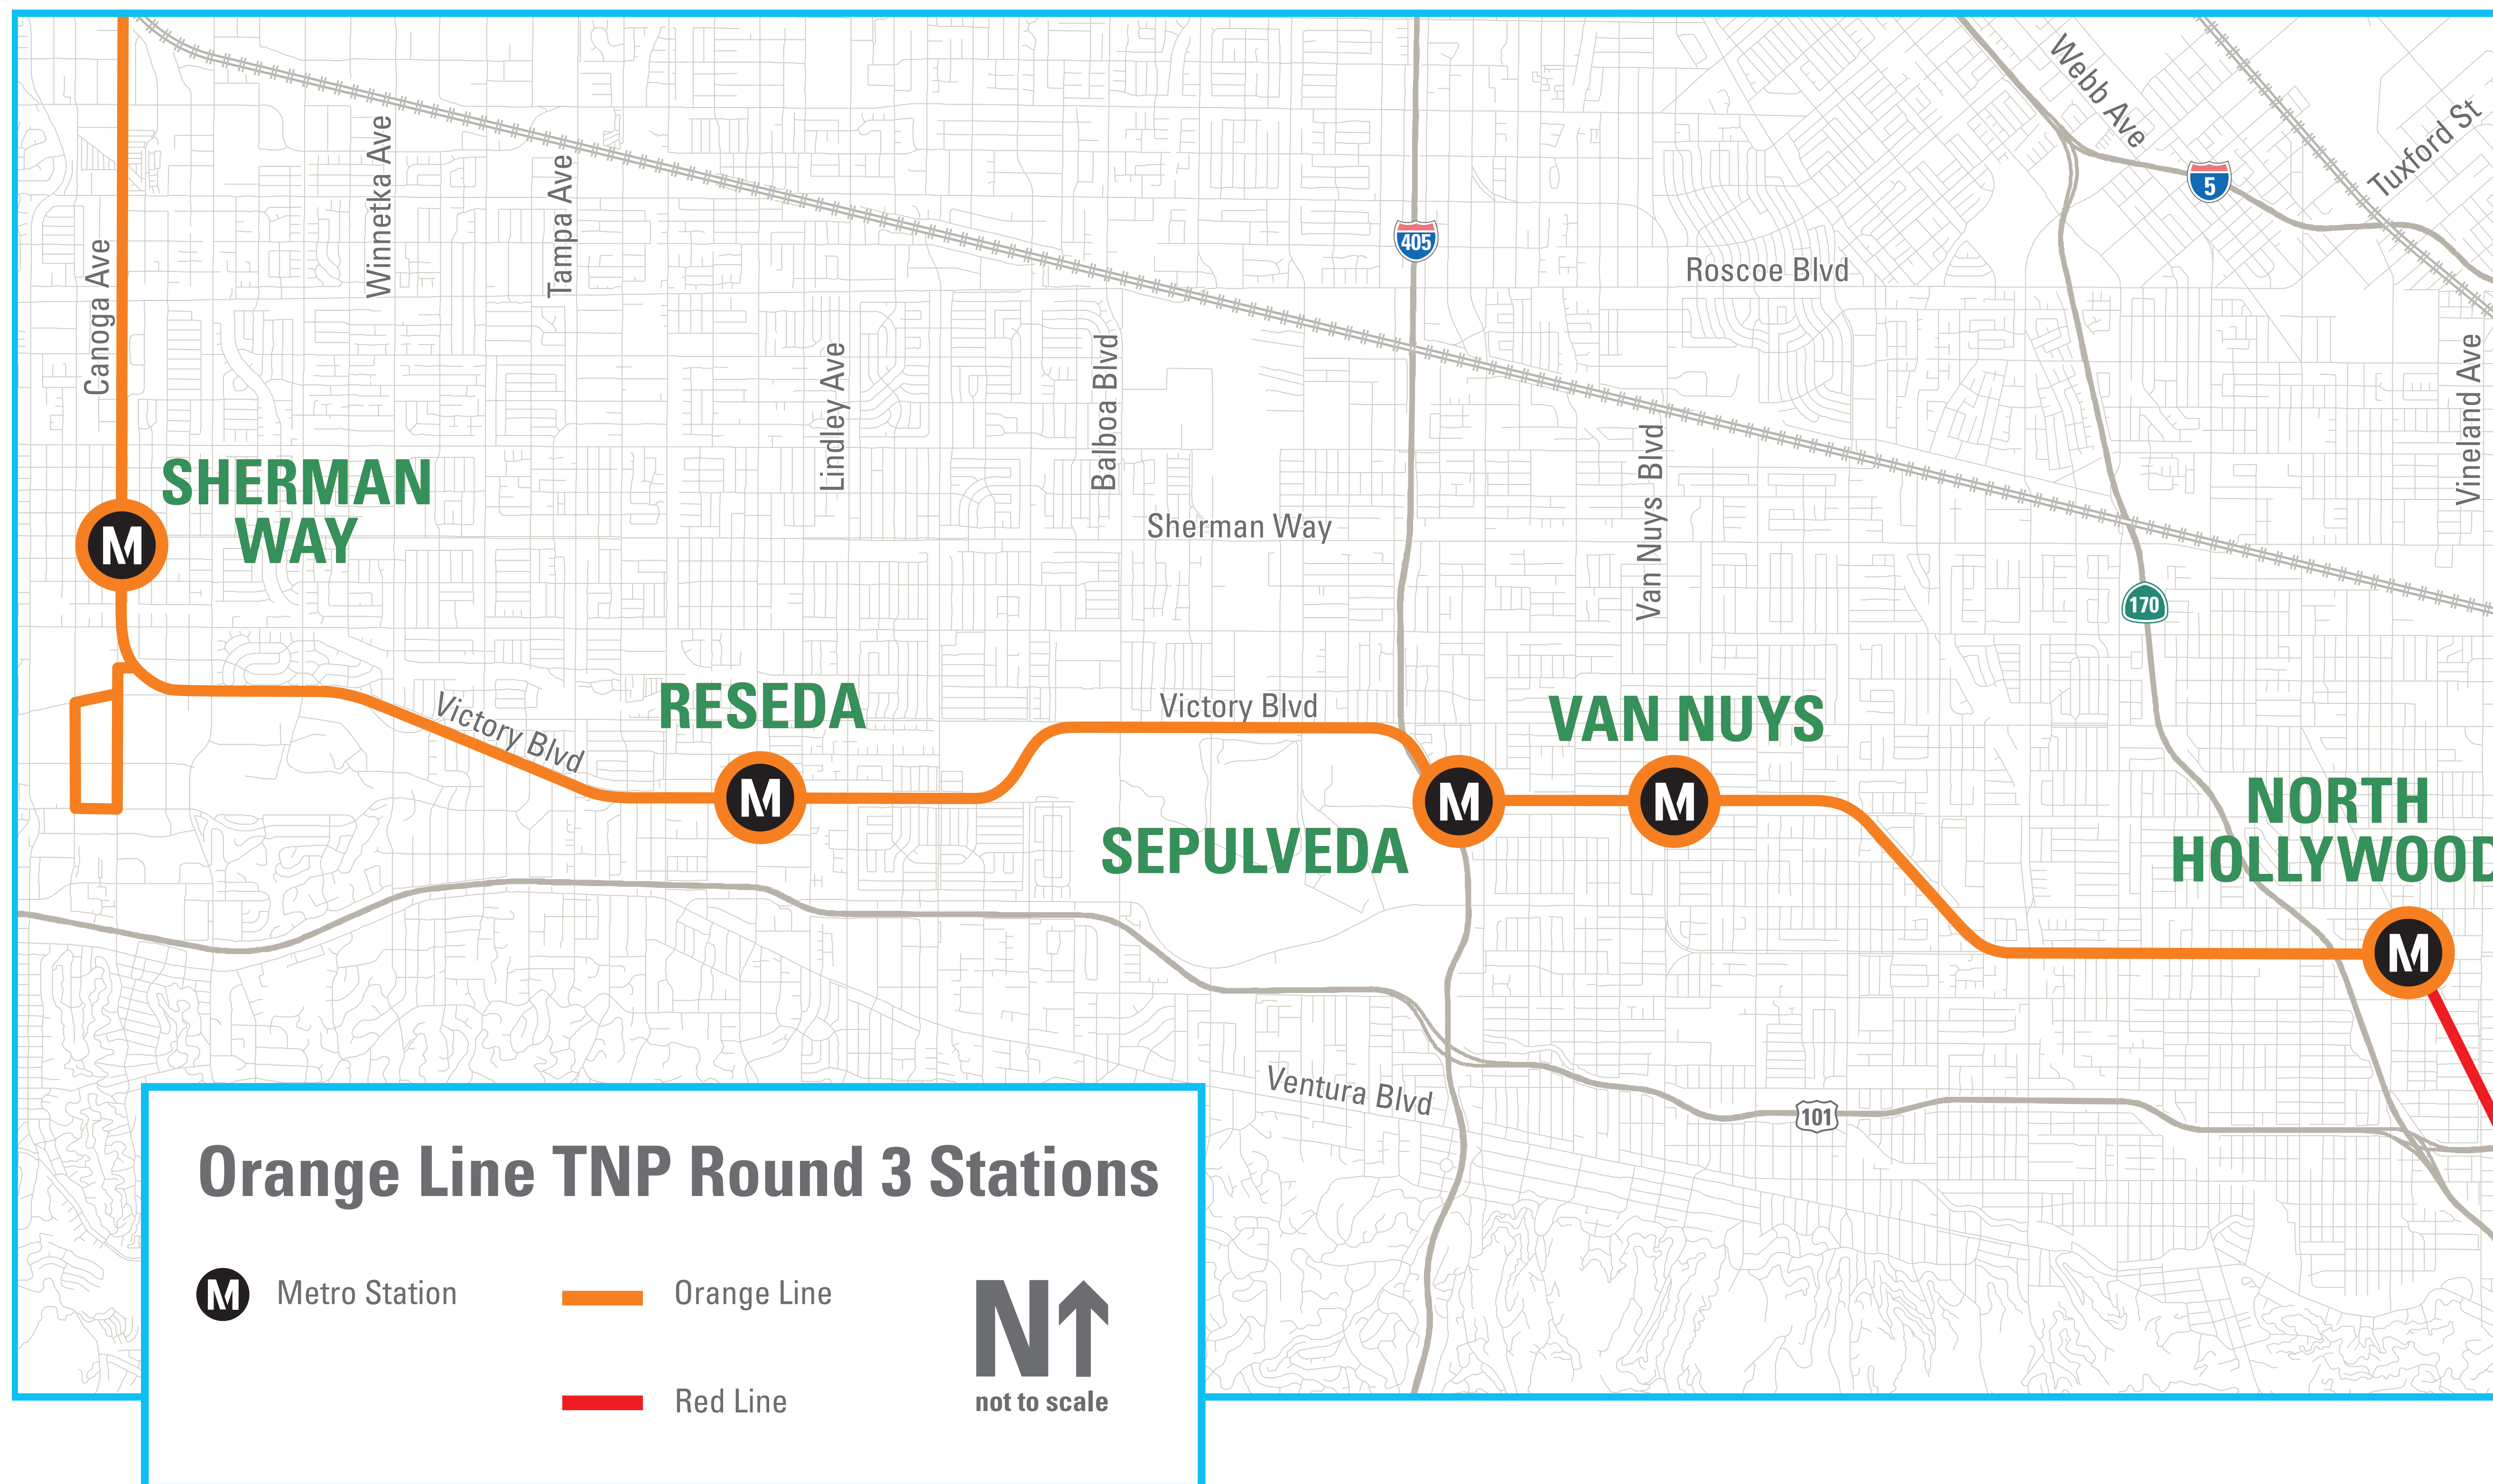 Webb Ave
Tuxford St
5
Winnetka Ave
Tampa Ave
Canoga Ave
405
Roscoe Blvd
Lindley Ave
Balboa Blvd
Vineland Ave
Van Nuys Blvd
SHERMAN
WAY
M
Sherman Way
170
RESEDA
Victory Blvd
Victory Blvd
VAN NUYS
M
M
M
SEPULVEDA
NORTH
HOLLYWOOD
M
Ventura Blvd
101
Orange Line TNP Round 3 Stations
M Metro Station
Orange Line
Red Line
N
not to scale